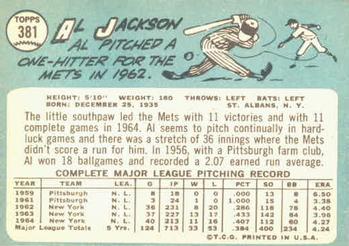 TOPPS
381
AL JACKSON
AL PITCHED A
ONE-HITTER FOR THE
METS IN 1962.
HEIGHT: 5'10" WEIGHT: 160 THROWS: LEFT BATS: LEFT
BORN: DECEMBER 25, 1935 ST. ALBANS, N. Y.
The little southpaw led the Mets with 11 victories and with 11
complete games in 1964. Al seems to pitch continually in hard-
luck games and there was a stretch of 36 innings where the Mets
didn't score a run for him. In 1956, with a Pittsburgh farm club,
Al won 18 ballgames and recorded a 2.07 earned run average.
COMPLETE MAJOR LEAGUE PITCHING RECORD
YEAR TEAM LEA. G IP W L PCT. SO BB ERA
1959 Pittsburgh N. L. 8 18 0 0 .000 13 8 6.50
1961 Pittsburgh N. L. 3 24 1 0 1.000 15 4 3.38
1962 New York N. L. 36 231 8 20 .286 118 78 4.40
1963 New York N. L. 37 227 13 17 .433 142 84 3.96
1964 New York N. L. 40 213 11 16 .407 112 60 4.27
Major League Totals 5 Yrs. 124 713 33 53 .384 400 234 4.24
© T.C.G. PRINTED IN U.S.A.